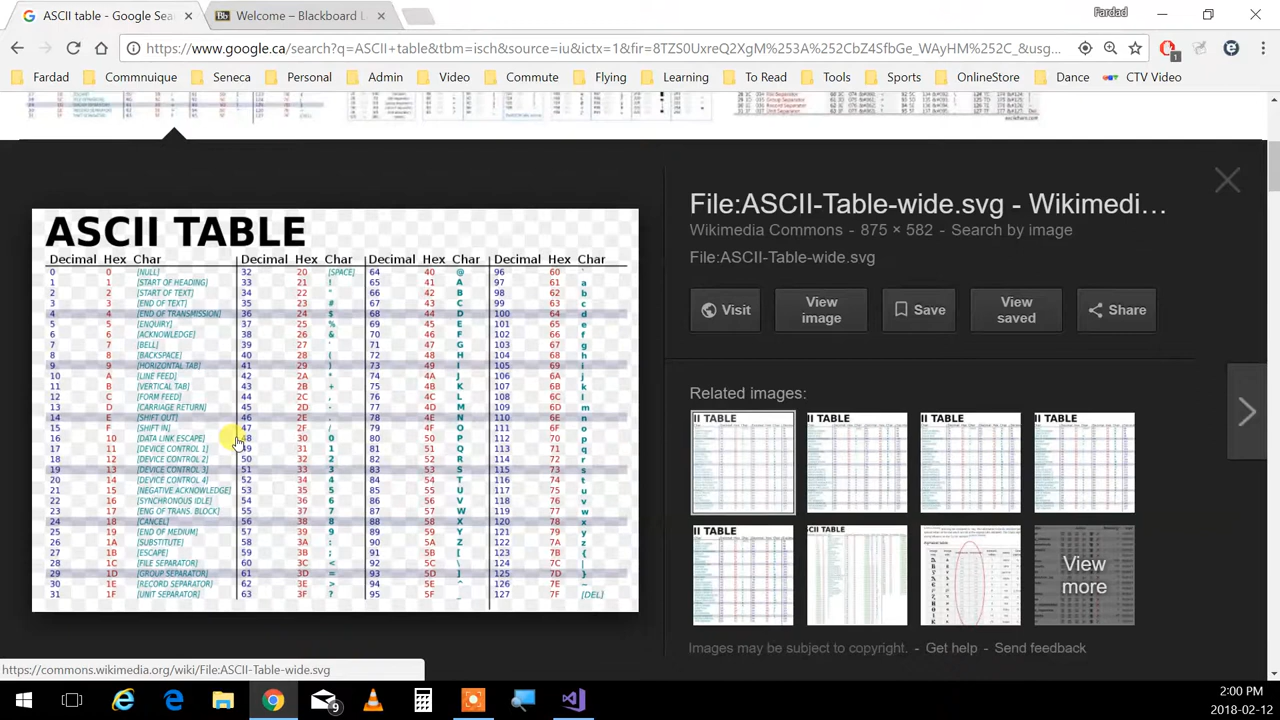 ASCII table - Google Sea
Welcome – Blackboard L
Fardad
https://www.google.ca/search?q=ASCII+table&tbm=isch&source=iu&ictx=1&fir=8TZS0UxreQ2XgM%253A%252CbZ4SfbGe_WAyHM%252C_&usg...
Fardad Commnuique Seneca Personal Admin Video Commute Flying Learning To Read Tools Sports OnlineStore Dance CTV Video
ASCII TABLE
Decimal Hex Char Decimal Hex Char Decimal Hex Char Decimal Hex Char
0 0 [NULL] 32 20 [SPACE] 64 40 @ 96 60 `
1 1 [START OF HEADING] 33 21 ! 65 41 A 97 61 a
2 2 [START OF TEXT] 34 22 " 66 42 B 98 62 b
3 3 [END OF TEXT] 35 23 # 67 43 C 99 63 c
4 4 [END OF TRANSMISSION] 36 24 $ 68 44 D 100 64 d
5 5 [ENQUIRY] 37 25 % 69 45 E 101 65 e
6 6 [ACKNOWLEDGE] 38 26 & 70 46 F 102 66 f
7 7 [BELL] 39 27 ' 71 47 G 103 67 g
8 8 [BACKSPACE] 40 28 ( 72 48 H 104 68 h
9 9 [HORIZONTAL TAB] 41 29 ) 73 49 I 105 69 i
10 A [LINE FEED] 42 2A * 74 4A J 106 6A j
11 B [VERTICAL TAB] 43 2B + 75 4B K 107 6B k
12 C [FORM FEED] 44 2C , 76 4C L 108 6C l
13 D [CARRIAGE RETURN] 45 2D - 77 4D M 109 6D m
14 E [SHIFT OUT] 46 2E . 78 4E N 110 6E n
15 F [SHIFT IN] 47 2F / 79 4F O 111 6F o
16 10 [DATA LINK ESCAPE] 48 30 0 80 50 P 112 70 p
17 11 [DEVICE CONTROL 1] 49 31 1 81 51 Q 113 71 q
18 12 [DEVICE CONTROL 2] 50 32 2 82 52 R 114 72 r
19 13 [DEVICE CONTROL 3] 51 33 3 83 53 S 115 73 s
20 14 [DEVICE CONTROL 4] 52 34 4 84 54 T 116 74 t
21 15 [NEGATIVE ACKNOWLEDGE] 53 35 5 85 55 U 117 75 u
22 16 [SYNCHRONOUS IDLE] 54 36 6 86 56 V 118 76 v
23 17 [ENG OF TRANS. BLOCK] 55 37 7 87 57 W 119 77 w
24 18 [CANCEL] 56 38 8 88 58 X 120 78 x
25 19 [END OF MEDIUM] 57 39 9 89 59 Y 121 79 y
26 1A [SUBSTITUTE] 58 3A : 90 5A Z 122 7A z
27 1B [ESCAPE] 59 3B ; 91 5B [ 123 7B {
28 1C [FILE SEPARATOR] 60 3C < 92 5C \ 124 7C |
29 1D [GROUP SEPARATOR] 61 3D = 93 5D ] 125 7D }
30 1E [RECORD SEPARATOR] 62 3E > 94 5E ^ 126 7E ~
31 1F [UNIT SEPARATOR] 63 3F ? 95 5F _ 127 7F [DEL]
File:ASCII-Table-wide.svg - Wikimedi…
Wikimedia Commons - 875 × 582 - Search by image
File:ASCII-Table-wide.svg
Visit View image Save View saved Share
Related images:
View more
Images may be subject to copyright. - Get help - Send feedback
https://commons.wikimedia.org/wiki/File:ASCII-Table-wide.svg
9
2:00 PM
2018-02-12